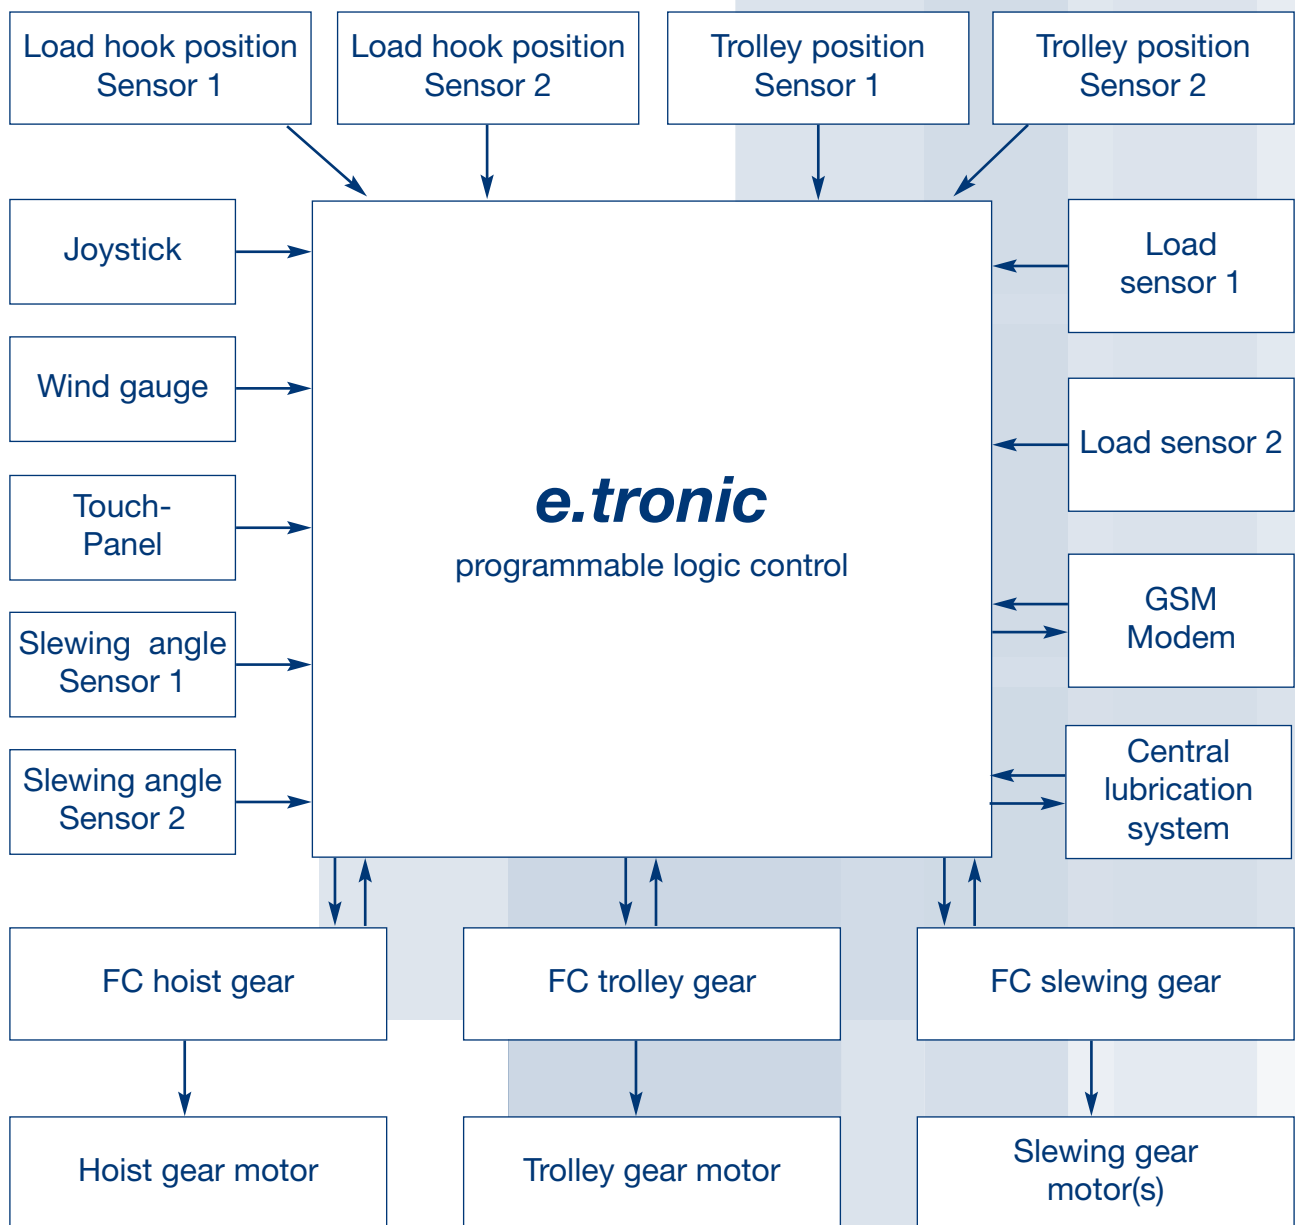 Load hook position
Sensor 1
Load hook position
Sensor 2
Trolley position
Sensor 1
Trolley position
Sensor 2
Joystick
Wind gauge
Touch-
Panel
Slewing angle
Sensor 1
Slewing angle
Sensor 2
e.tronic
programmable logic control
Load
sensor 1
Load sensor 2
GSM
Modem
Central
lubrication
system
FC hoist gear
FC trolley gear
FC slewing gear
Hoist gear motor
Trolley gear motor
Slewing gear
motor(s)